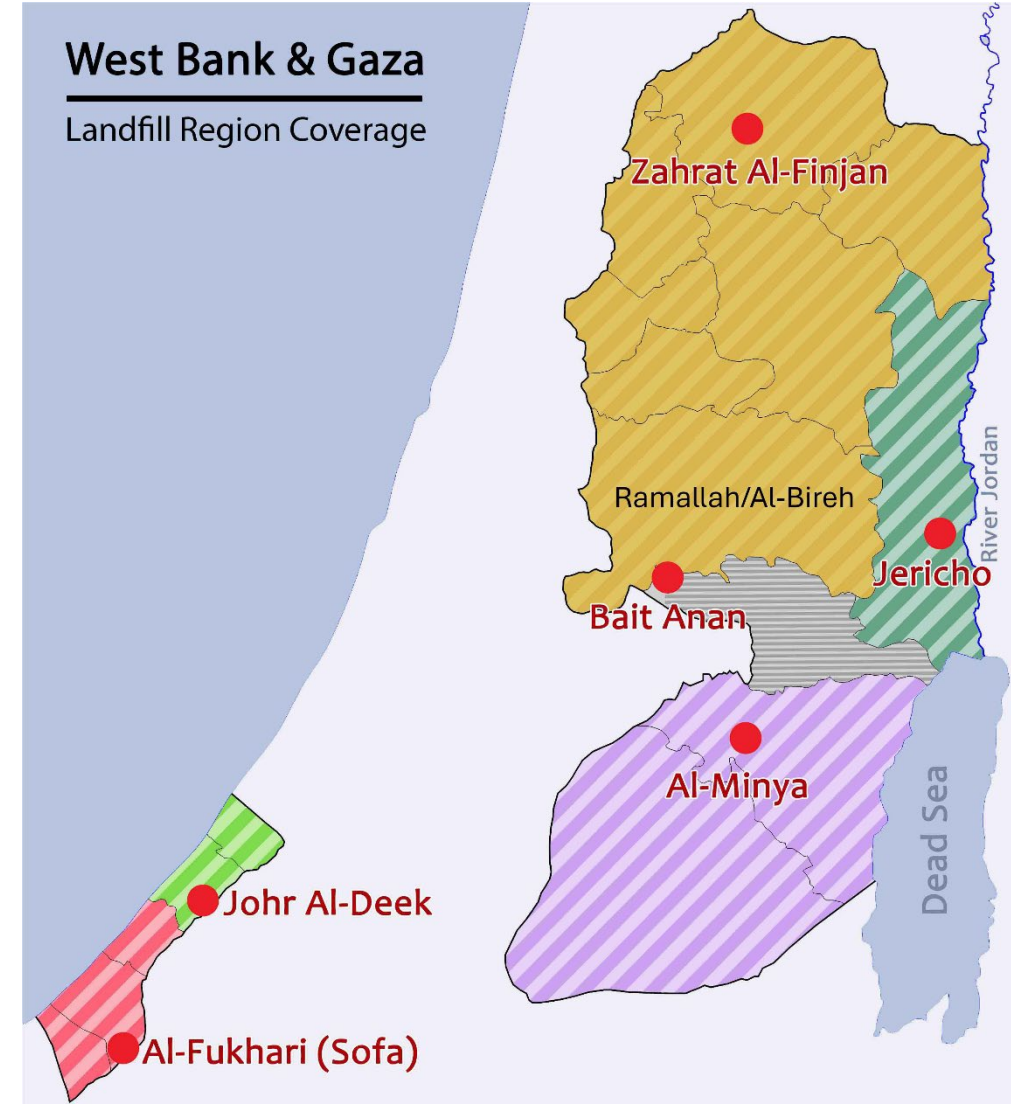 West Bank & Gaza
Landfill Region Coverage
Zahrat Al-Finjan
Ramallah/Al-Bireh
River Jordan
Jericho
Bait Anan
Al-Minya
Dead Sea
Johr Al-Deek
Al-Fukhari (Sofa)